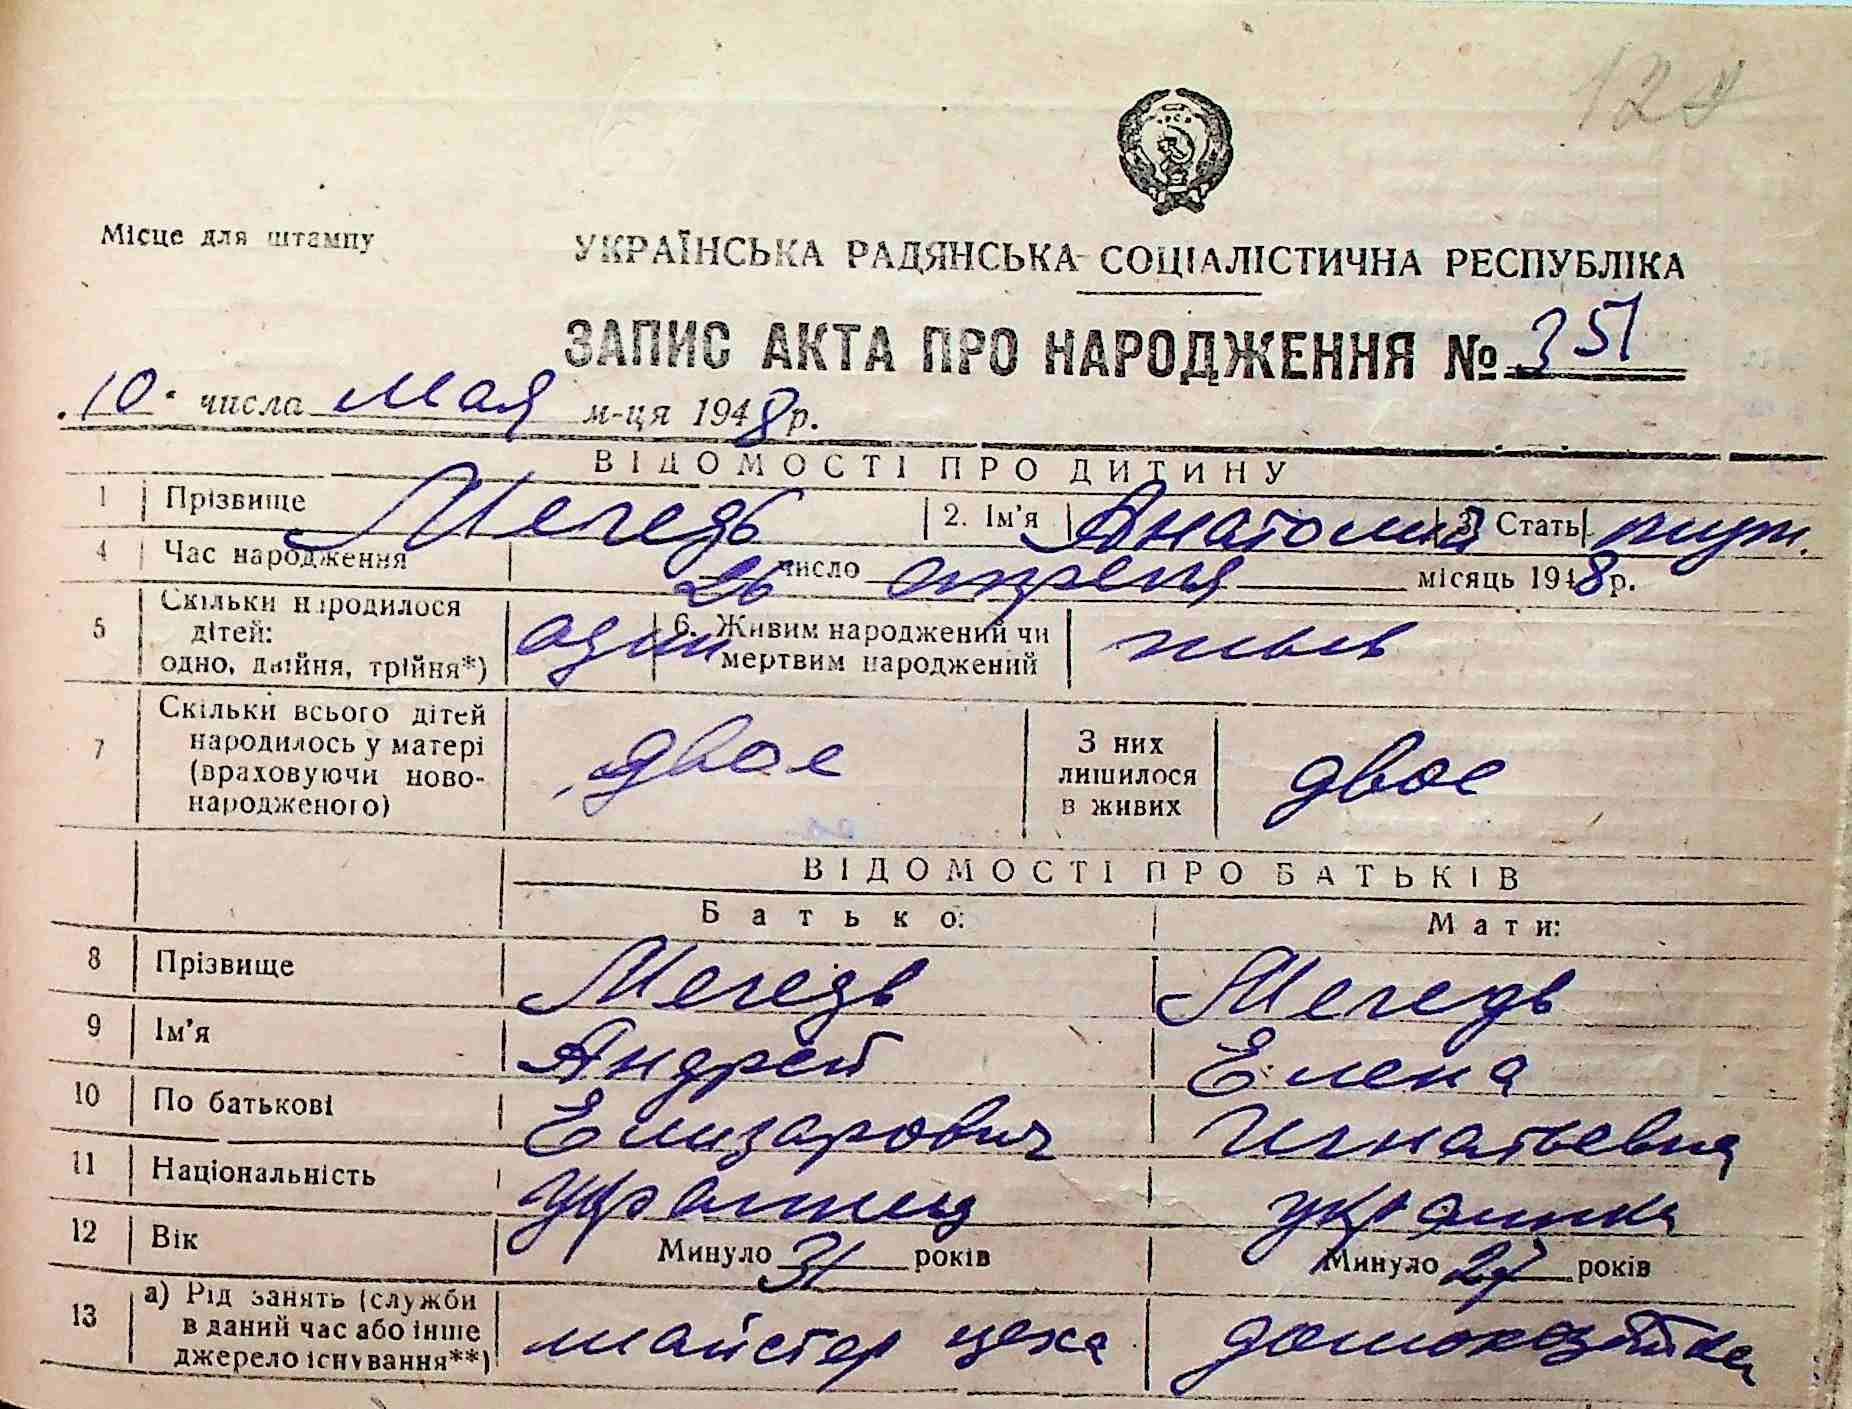 12
Місце для штампу
УКРАЇНСЬКА РАДЯНСЬКА СОЦІАЛІСТИЧНА РЕСПУБЛІКА
ЗАПИС АКТА ПРО НАРОДЖЕННЯ № 351
10 числа мая м-ця 1948 р.
ВІДОМОСТІ ПРО ДИТИНУ
1 Прізвище Мегедь 2. Ім'я Анатолий 3. Стать муж.
4 Час народження 26 число апреля місяць 1948 р.
5 Скільки народилося дітей: одно, двійня, трійня*) один 6. Живим народжений чи мертвим народжений жыв
7 Скільки всього дітей народилось у матері (враховуючи ново-народженого) двое З них лишилося в живих двое
ВІДОМОСТІ ПРО БАТЬКІВ
Батько: Мати:
8 Прізвище Мегедь Мегедь
9 Ім'я Андрей Елена
10 По батькові Елизарович Игнатьевна
11 Національність украинец украинка
12 Вік Минуло 31 років Минуло 27 років
13 а) Рід занять (служби в даний час або інше джерело існування**) майстер цеха домохозяйка